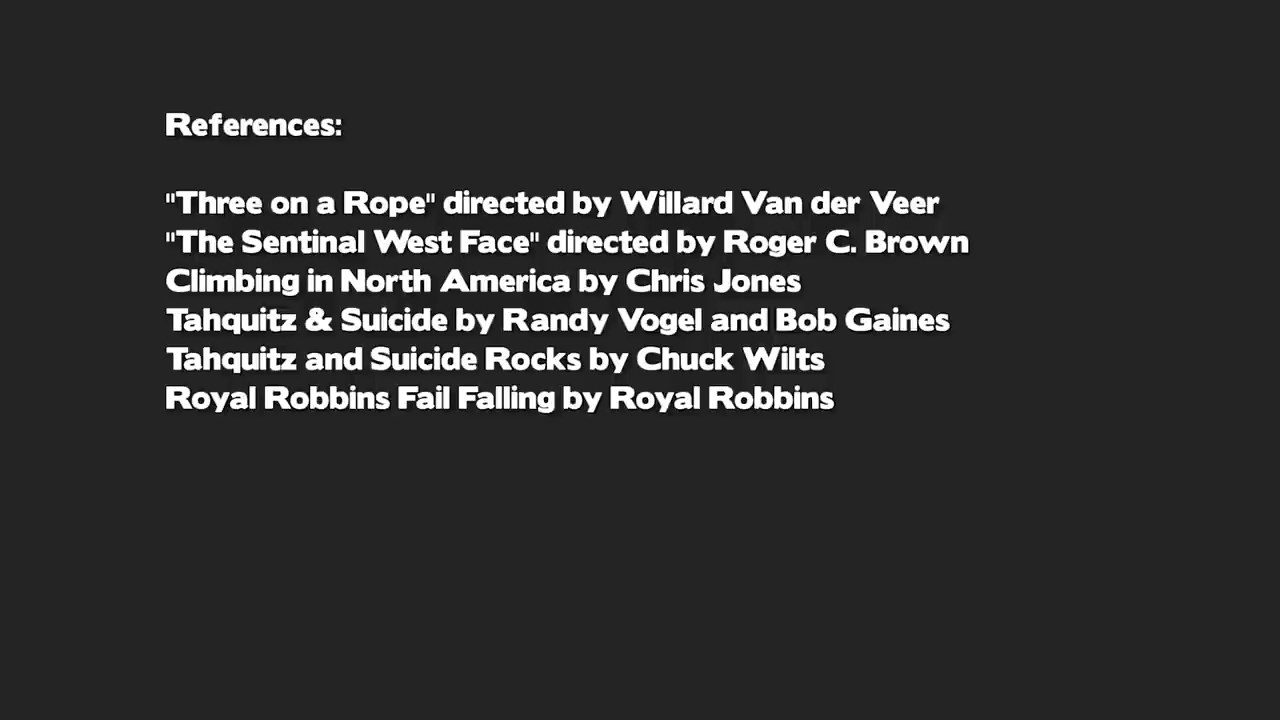 References:
"Three on a Rope" directed by Willard Van der Veer
"The Sentinal West Face" directed by Roger C. Brown
Climbing in North America by Chris Jones
Tahquitz & Suicide by Randy Vogel and Bob Gaines
Tahquitz and Suicide Rocks by Chuck Wilts
Royal Robbins Fail Falling by Royal Robbins